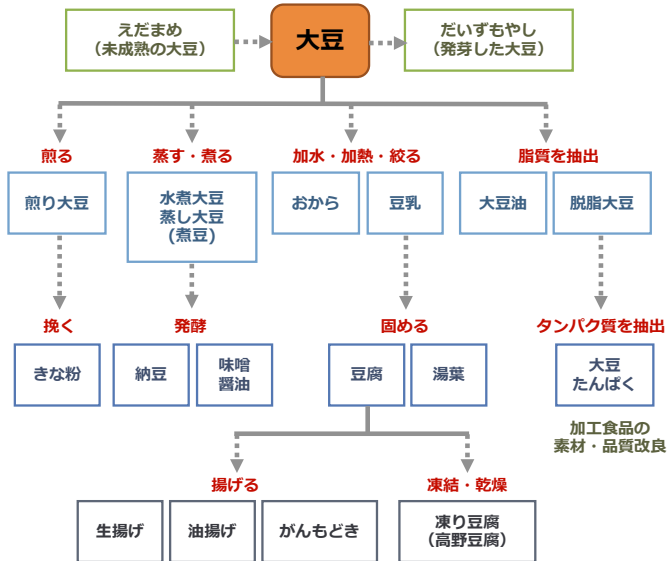 えだまめ
(未成熟の大豆)
大豆
だいずもやし
(発芽した大豆)
煎る
蒸す・煮る
加水・加熱・絞る
脂質を抽出
煎り大豆
水煮大豆
蒸し大豆
(煮豆)
おから
豆乳
大豆油
脱脂大豆
挽く
発酵
固める
タンパク質を抽出
きな粉
納豆
味噌
醤油
豆腐
湯葉
大豆
たんぱく
加工食品の
素材・品質改良
揚げる
凍結・乾燥
生揚げ
油揚げ
がんもどき
凍り豆腐
(高野豆腐)